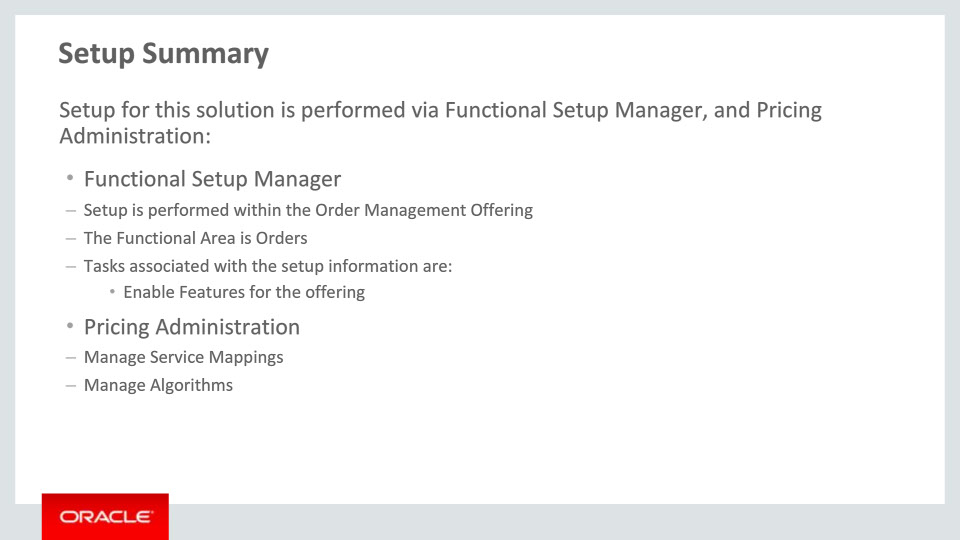 Setup Summary
Setup for this solution is performed via Functional Setup Manager, and Pricing
Administration:
• Functional Setup Manager
– Setup is performed within the Order Management Offering
– The Functional Area is Orders
– Tasks associated with the setup information are:
• Enable Features for the offering
• Pricing Administration
– Manage Service Mappings
– Manage Algorithms
ORACLE